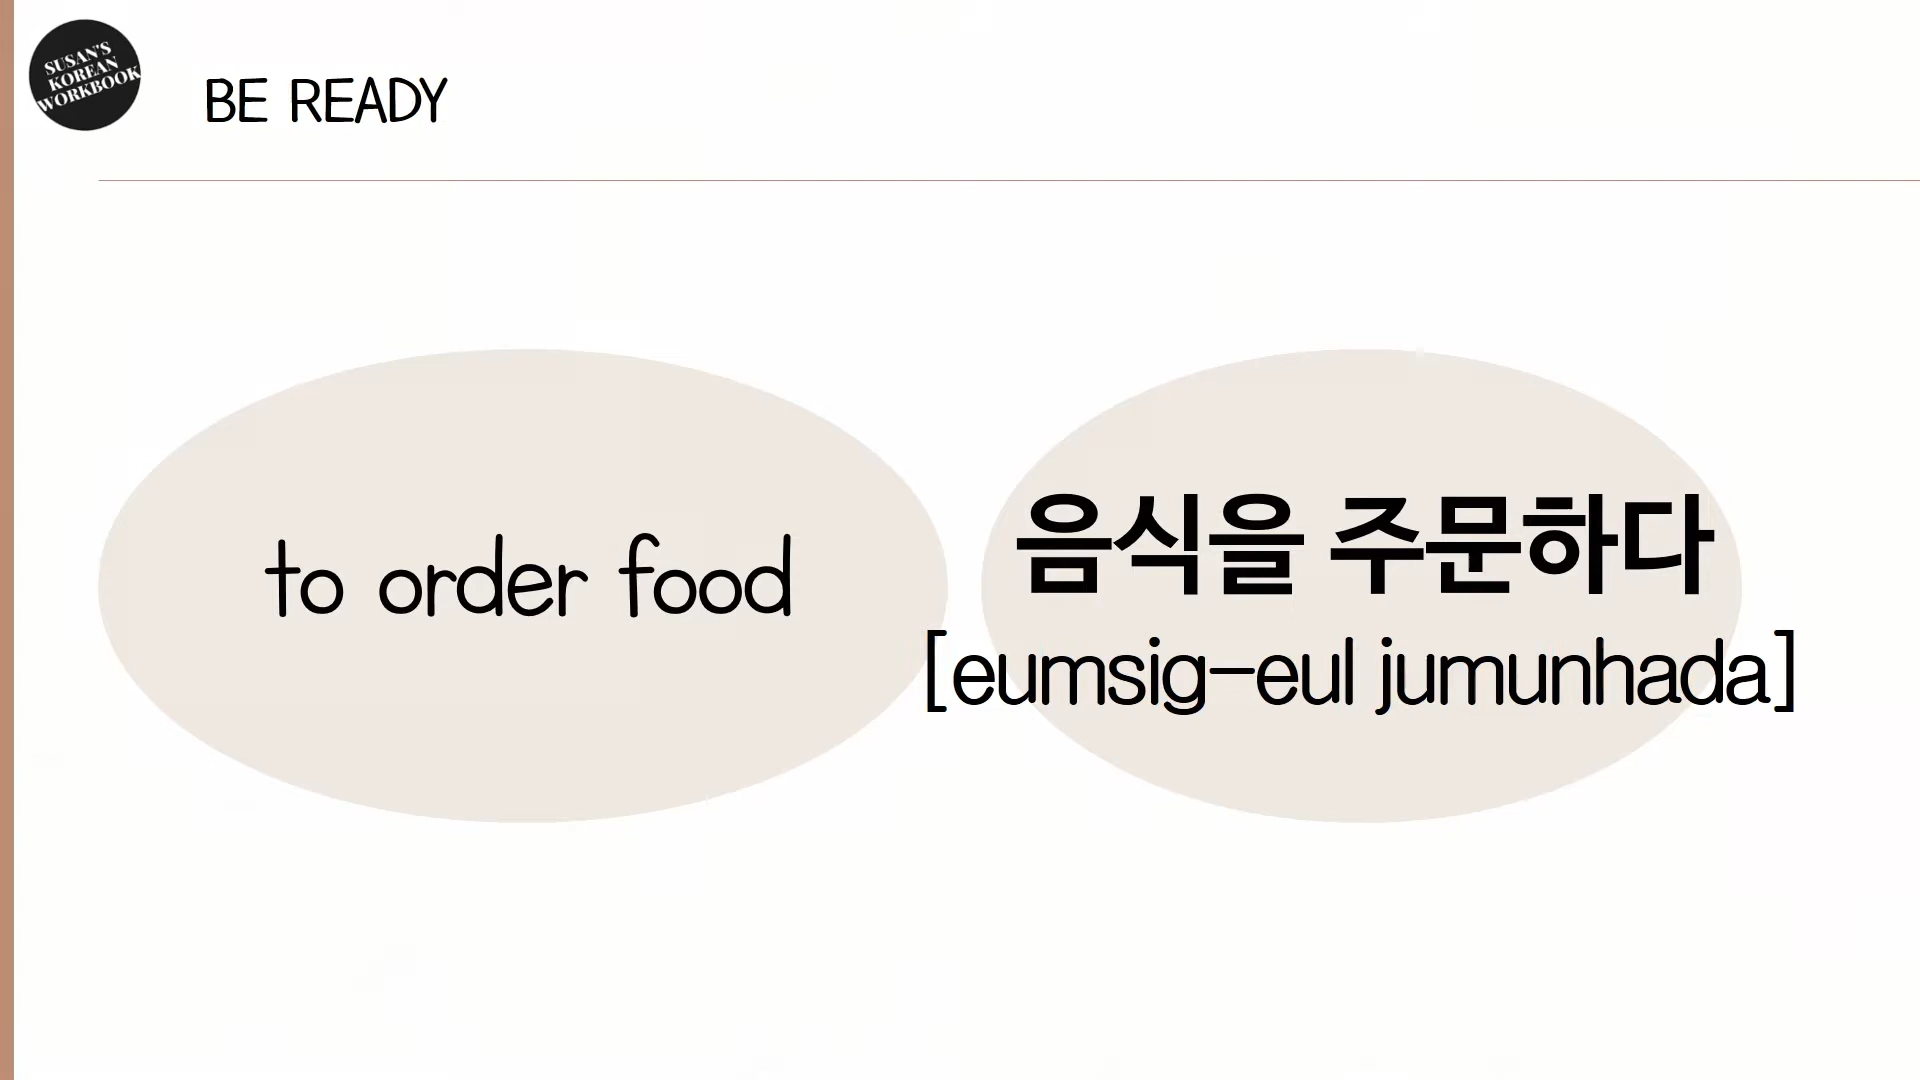 SUSAN'S
KOREAN
WORKBOOK
BE READY
to order food
음식을 주문하다
[eumsig-eul jumunhada]